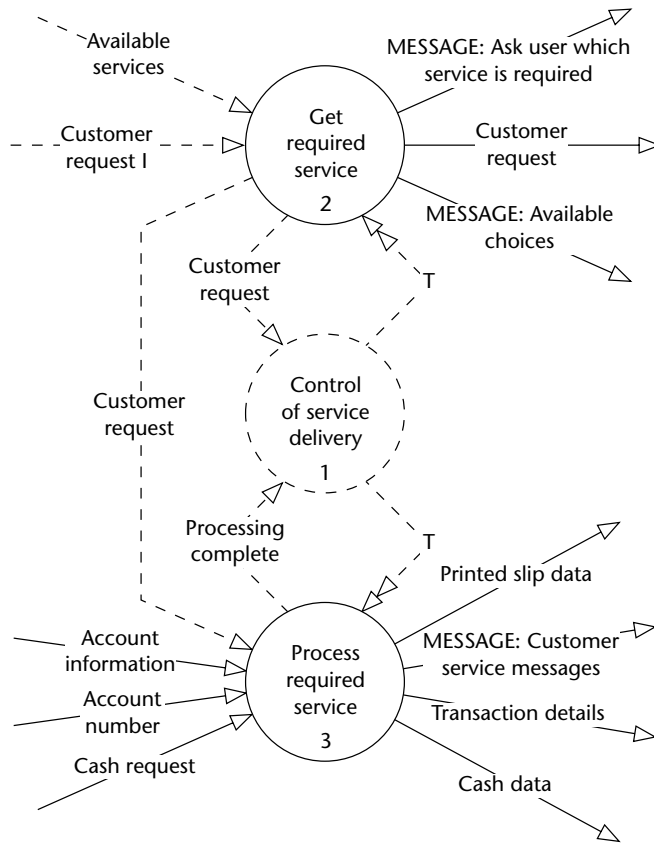 Available
services
MESSAGE: Ask user which
service is required
Customer
request I
Get
required
service
2
Customer
request
MESSAGE: Available
choices
Customer
request
T
Customer
request
Control
of service
delivery
1
Processing
complete
T
Printed slip data
Account
information
Process
required
service
3
MESSAGE: Customer
service messages
Account
number
Transaction details
Cash request
Cash data